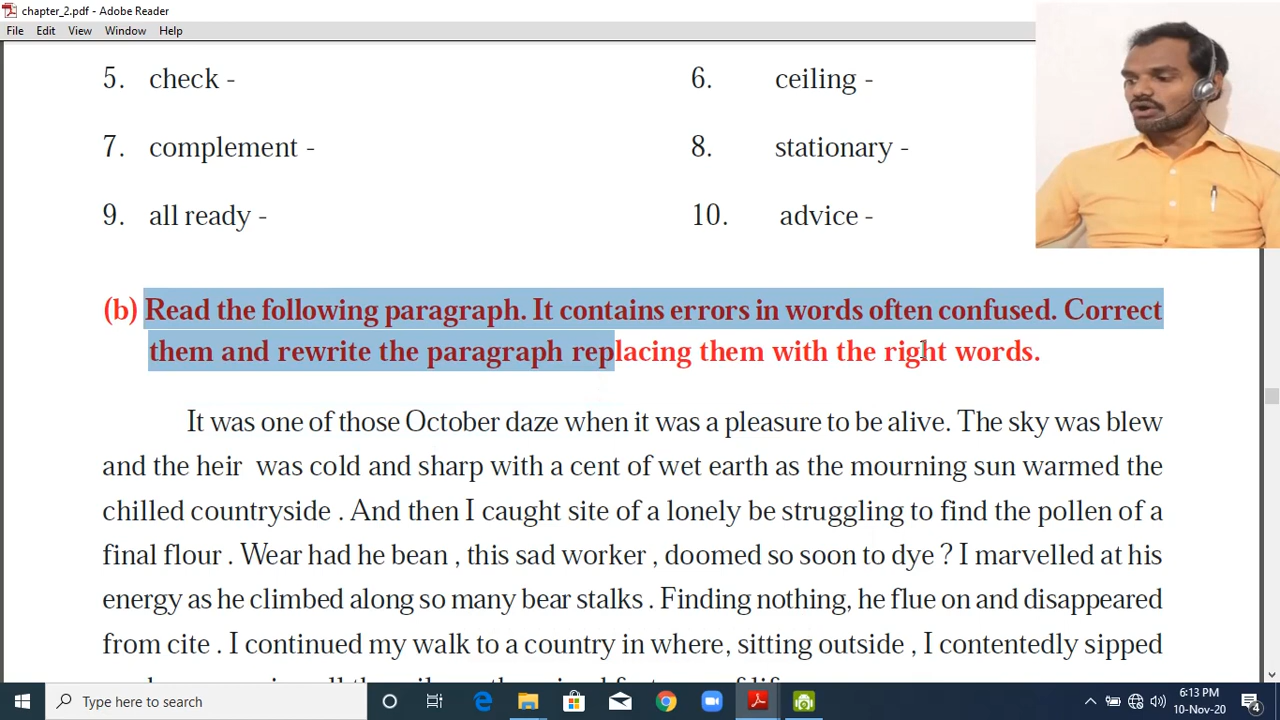 chapter_2.pdf - Adobe Reader
File Edit View Window Help
5. check -
6. ceiling -
7. complement -
8. stationary -
9. all ready -
10. advice -
(b) Read the following paragraph. It contains errors in words often confused. Correct
them and rewrite the paragraph replacing them with the right words.
It was one of those October daze when it was a pleasure to be alive. The sky was blew
and the heir was cold and sharp with a cent of wet earth as the mourning sun warmed the
chilled countryside . And then I caught site of a lonely be struggling to find the pollen of a
final flour . Wear had he bean , this sad worker , doomed so soon to dye ? I marvelled at his
energy as he climbed along so many bear stalks . Finding nothing, he flue on and disappeared
from cite . I continued my walk to a country in where, sitting outside , I contentedly sipped
Type here to search
6:13 PM
10-Nov-20
4